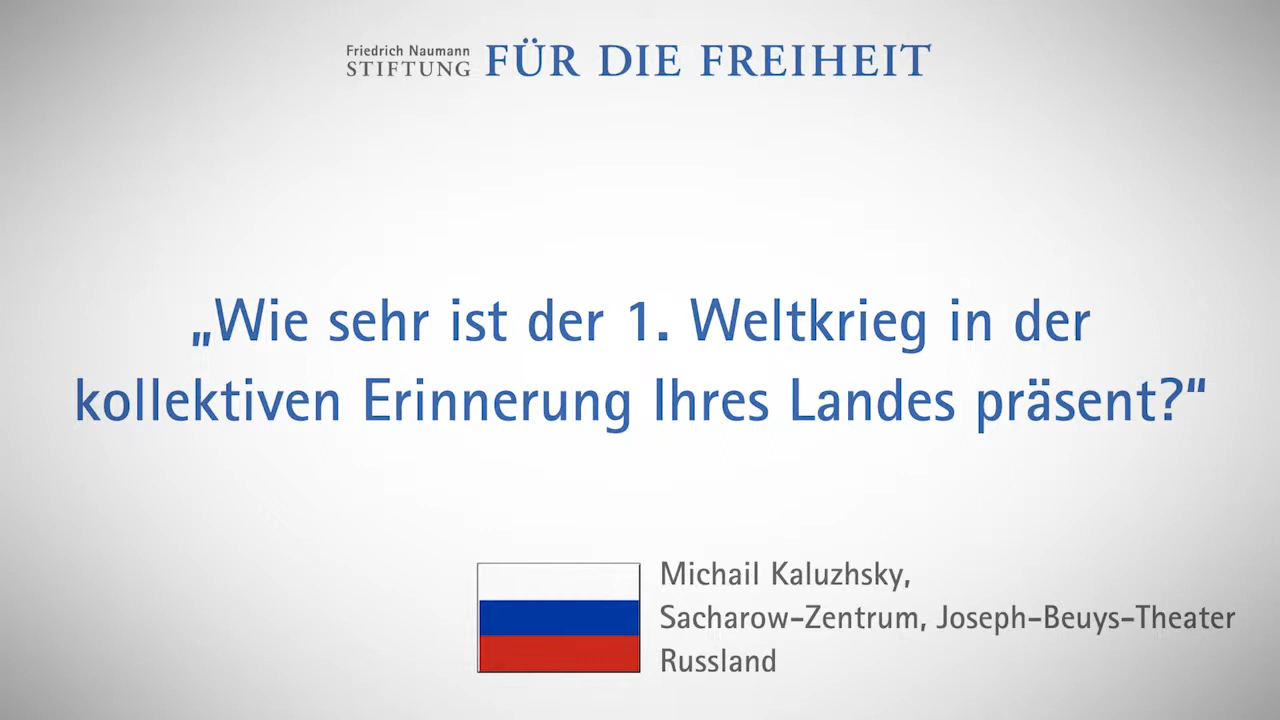 Friedrich Naumann
STIFTUNG FÜR DIE FREIHEIT
„Wie sehr ist der 1. Weltkrieg in der
kollektiven Erinnerung Ihres Landes präsent?“
Michail Kaluzhsky,
Sacharow-Zentrum, Joseph-Beuys-Theater
Russland